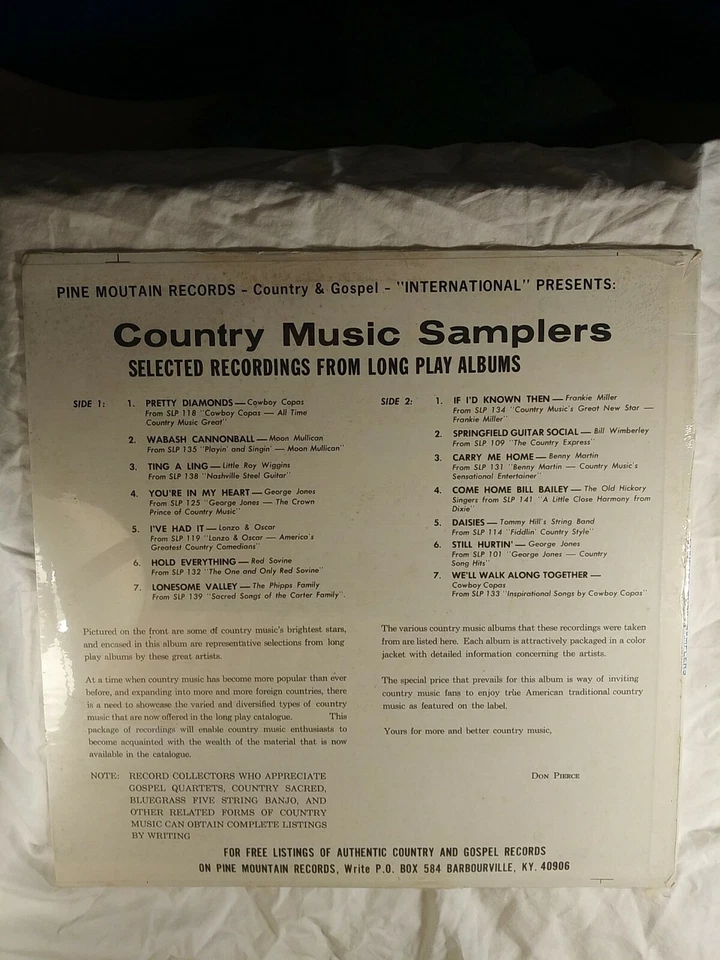 PINE MOUTAIN RECORDS - Country & Gospel - "INTERNATIONAL" PRESENTS:
Country Music Samplers
SELECTED RECORDINGS FROM LONG PLAY ALBUMS
SIDE 1:
1. PRETTY DIAMONDS — Cowboy Copas
From SLP 118 "Cowboy Copas — All Time
Country Music Great"
2. WABASH CANNONBALL — Moon Mullican
From SLP 135 "Playin' and Singin' — Moon Mullican"
3. TING A LING — Little Roy Wiggins
From SLP 138 "Nashville Steel Guitar"
4. YOU'RE IN MY HEART — George Jones
From SLP 125 "George Jones — The Crown
Prince of Country Music"
5. I'VE HAD IT — Lonzo & Oscar
From SLP 119 "Lonzo & Oscar — America's
Greatest Country Comedians"
6. HOLD EVERYTHING — Red Sovine
From SLP 132 "The One and Only Red Sovine"
7. LONESOME VALLEY — The Phipps Family
From SLP 139 "Sacred Songs of the Carter Family".
SIDE 2:
1. IF I'D KNOWN THEN — Frankie Miller
From SLP 134 "Country Music's Great New Star —
Frankie Miller"
2. SPRINGFIELD GUITAR SOCIAL — Bill Wimberley
From SLP 109 "The Country Express"
3. CARRY ME HOME — Benny Martin
From SLP 131 "Benny Martin — Country Music's
Sensational Entertainer"
4. COME HOME BILL BAILEY — The Old Hickory
Singers from SLP 141 "A Little Close Harmony from
Dixie"
5. DAISIES — Tommy Hill's String Band
From SLP 114 "Fiddlin' Country Style"
6. STILL HURTIN' — George Jones
From SLP 101 "George Jones — Country
Song Hits"
7. WE'LL WALK ALONG TOGETHER —
Cowboy Copas
From SLP 133 "Inspirational Songs by Cowboy Copas"
Pictured on the front are some of country music's brightest stars,
and encased in this album are representative selections from long
play albums by these great artists.
At a time when country music has become more popular than ever
before, and expanding into more and more foreign countries, there
is a need to showcase the varied and diversified types of country
music that are now offered in the long play catalogue. This
package of recordings will enable country music enthusiasts to
become acquainted with the wealth of the material that is now
available in the catalogue.
NOTE: RECORD COLLECTORS WHO APPRECIATE
GOSPEL QUARTETS, COUNTRY SACRED,
BLUEGRASS FIVE STRING BANJO, AND
OTHER RELATED FORMS OF COUNTRY
MUSIC CAN OBTAIN COMPLETE LISTINGS
BY WRITING
The various country music albums that these recordings were taken
from are listed here. Each album is attractively packaged in a color
jacket with detailed information concerning the artists.
The special price that prevails for this album is way of inviting
country music fans to enjoy true American traditional country
music as featured on the label.
Yours for more and better country music,
DON PIERCE
FOR FREE LISTINGS OF AUTHENTIC COUNTRY AND GOSPEL RECORDS
ON PINE MOUNTAIN RECORDS, Write P.O. BOX 584 BARBOURVILLE, KY. 40906